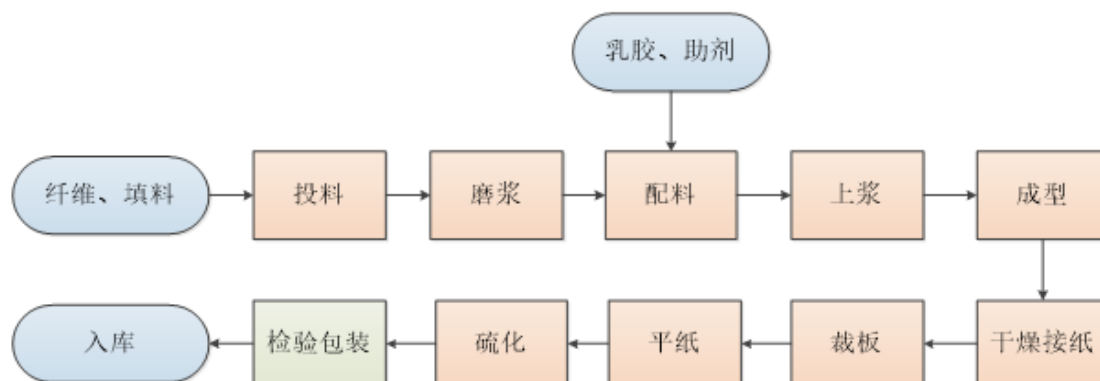 乳胶、助剂
纤维、填料
投料
磨浆
配料
上浆
成型
入库
检验包装
硫化
平纸
裁板
干燥接纸